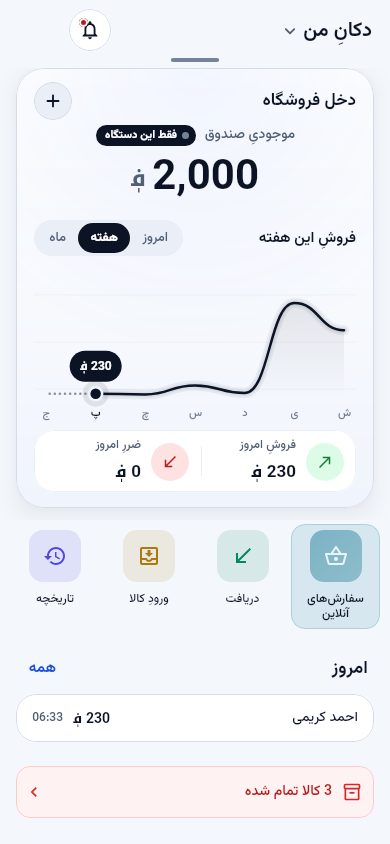 دکانِ من
دخل فروشگاه
موجودیِ صندوق فقط این دستگاه
2,000 ؋
فروشِ این هفته
امروز هفته ماه
230 ؋
ش ی د س چ پ ج
فروشِ امروز
230 ؋
ضررِ امروز
0 ؋
سفارش‌های آنلاین
دریافت
ورودِ کالا
تاریخچه
امروز همه
احمد کریمی 230 ؋ 06:33
3 کالا تمام شده